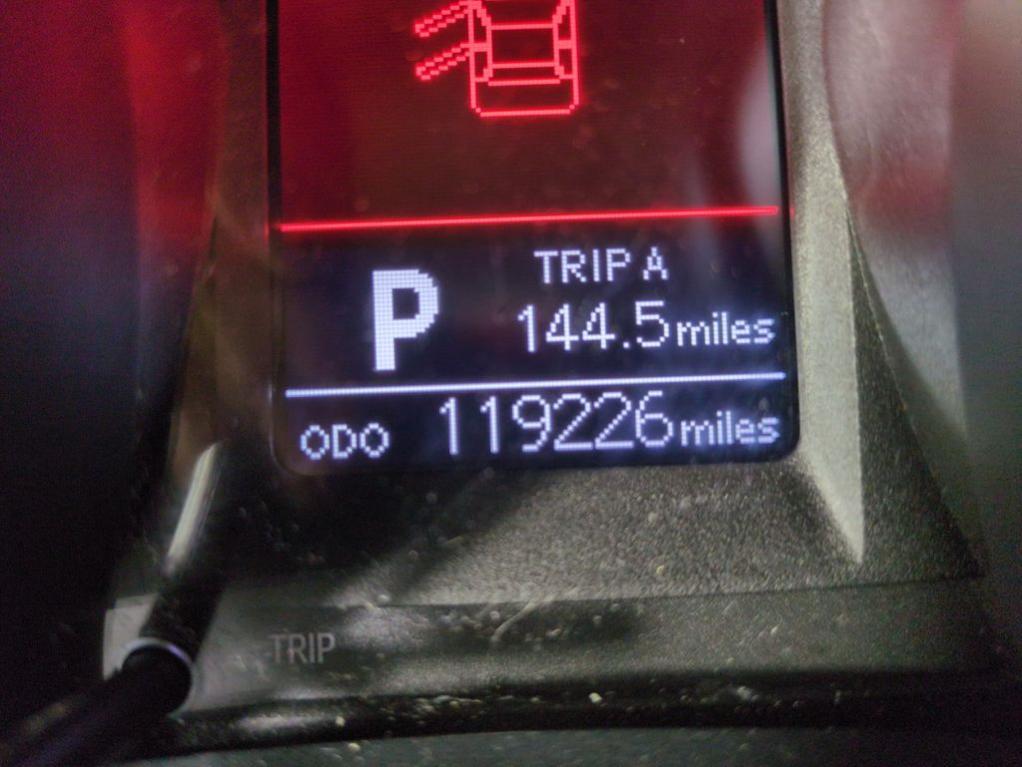 P
TRIP A
144.5 miles
ODO 119226 miles
TRIP